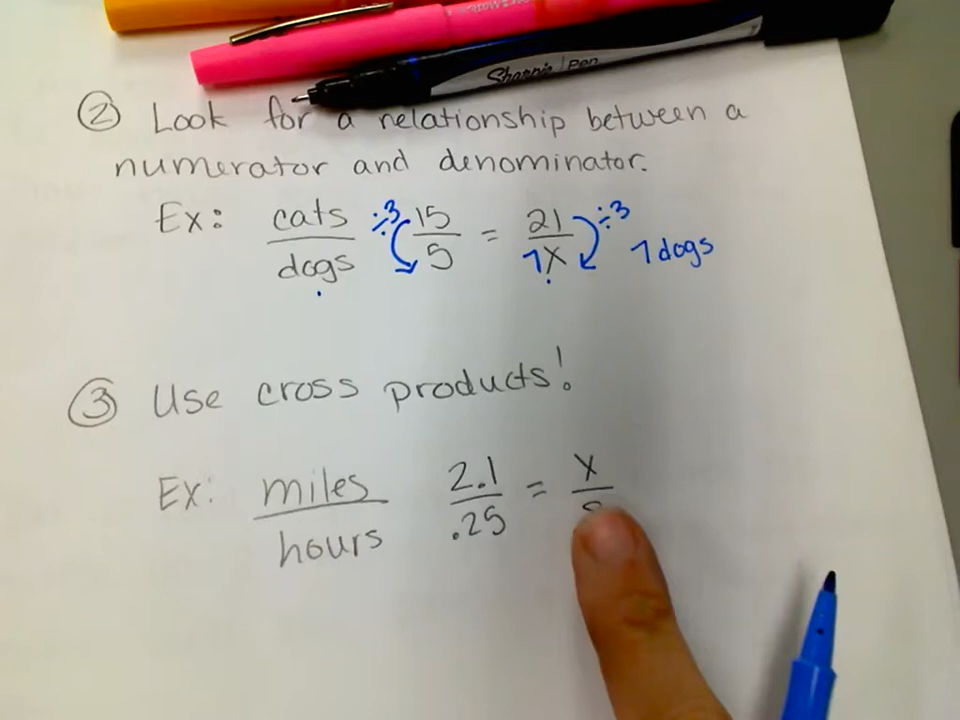 Sharpie Pen
② Look for a relationship between a
numerator and denominator.
Ex: cats/dogs ÷3 15/5 = 21/x ÷3 7 7 dogs
③ Use cross products!
Ex: miles/hours 2.1/.25 = x/